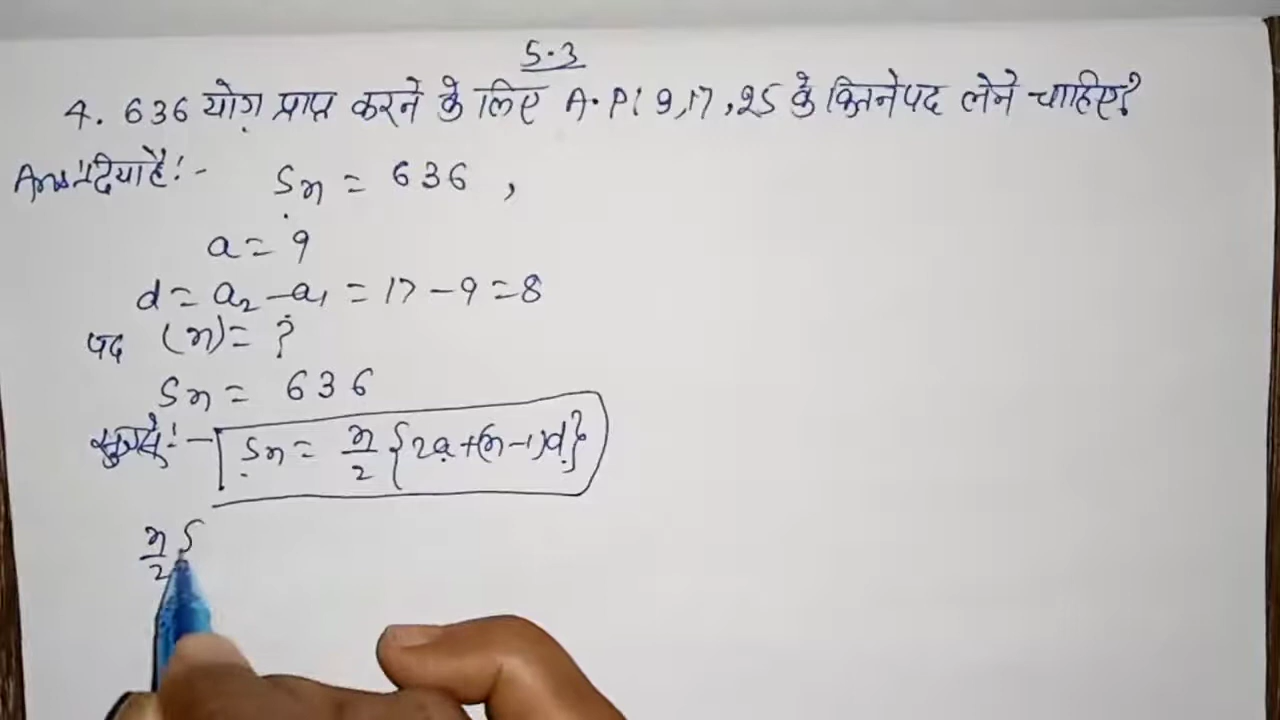 5.3
4. 636 योग प्राप्त करने के लिए A.P: 9,17,25 के कितने पद लेने चाहिए?
Ans:- दिया है:- Sn = 636 ,
a = 9
d = a₂ - a₁ = 17 - 9 = 8
पद (n) = ?
Sn = 636
सूत्र से:- Sn = n/2 {2a+(n-1)d}
n/2 {